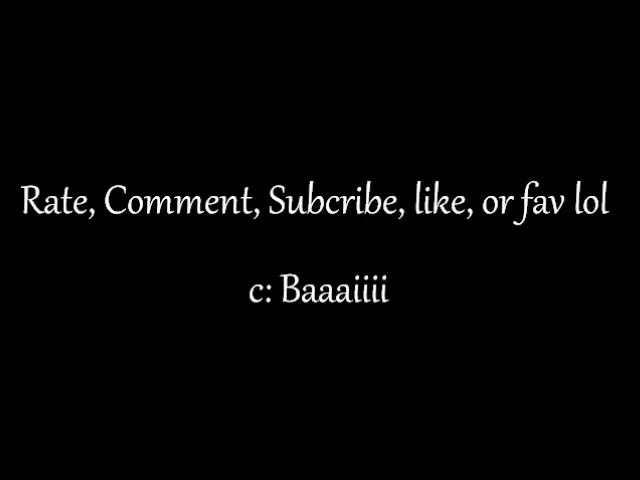 Rate, Comment, Subcribe, like, or fav lol
c: Baaaiiii